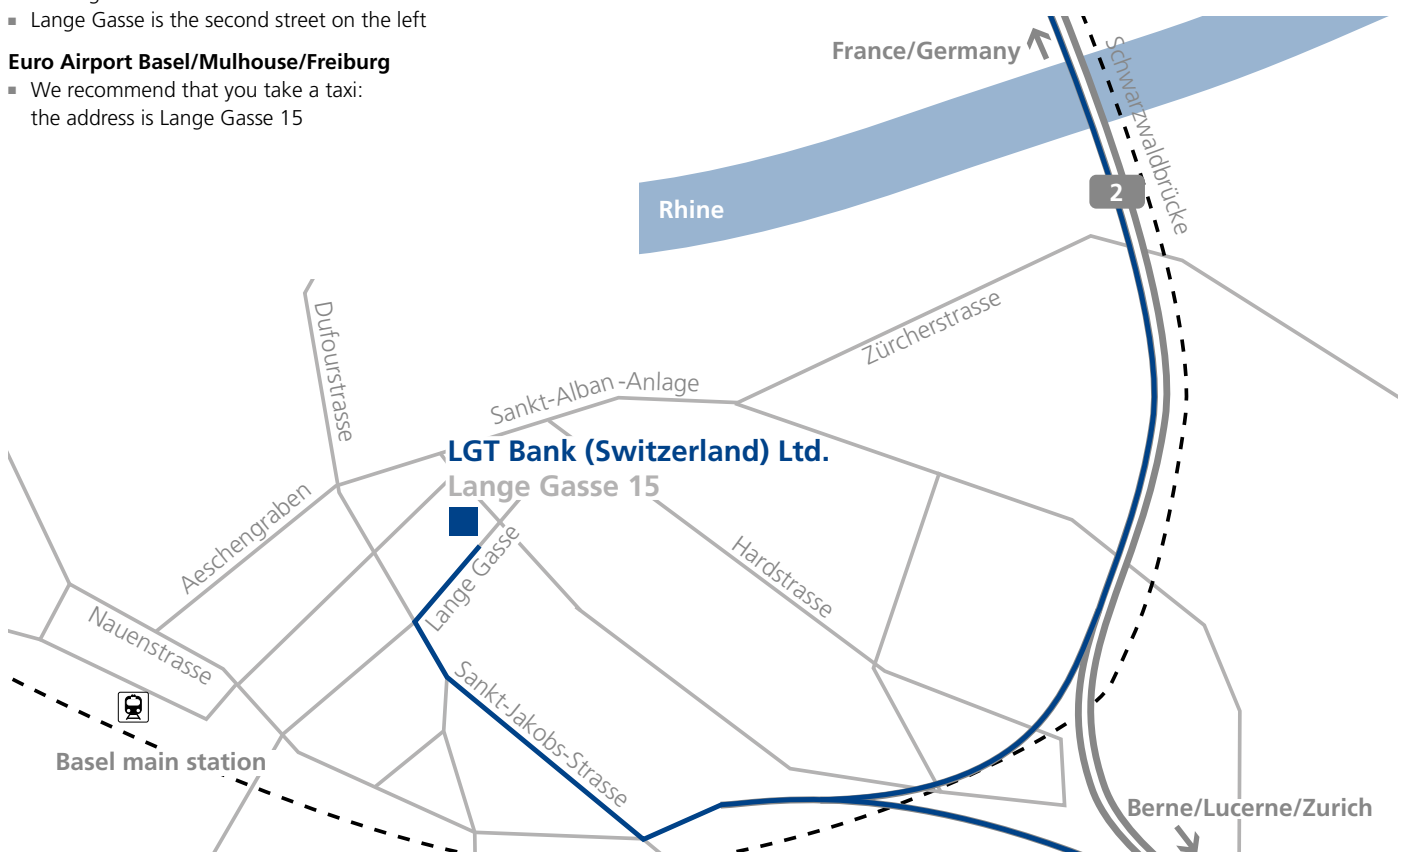 Lange Gasse is the second street on the left
Euro Airport Basel/Mulhouse/Freiburg
We recommend that you take a taxi:
the address is Lange Gasse 15
France/Germany
Schwarzwaldbrücke
2
Rhine
Zürcherstrasse
Dufourstrasse
Sankt-Alban-Anlage
LGT Bank (Switzerland) Ltd.
Lange Gasse 15
Aeschengraben
Lange Gasse
Hardstrasse
Nauenstrasse
Sankt-Jakobs-Strasse
Basel main station
Berne/Lucerne/Zurich